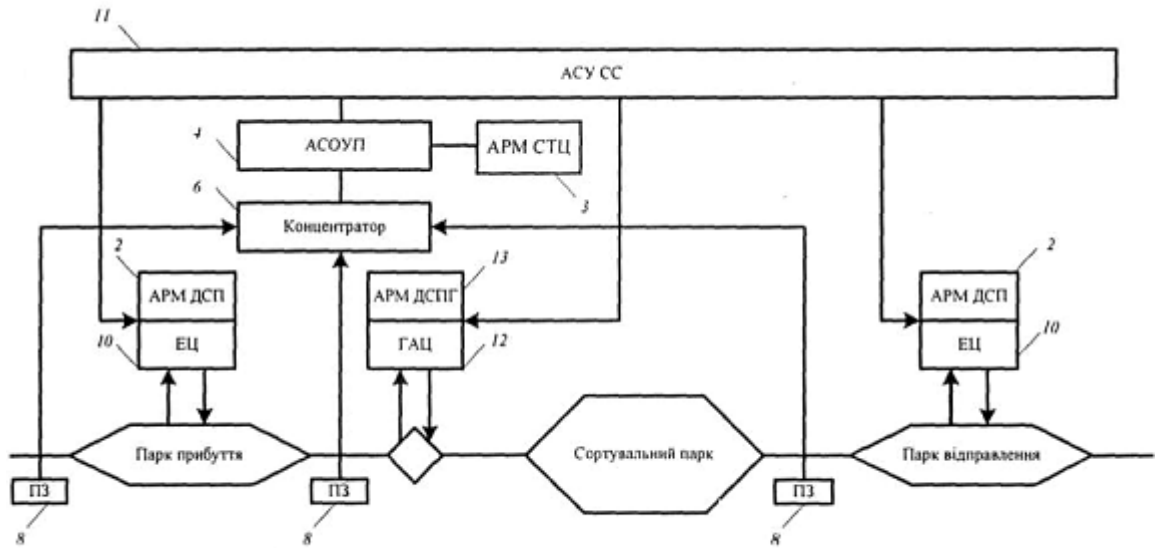 11
АСУ СС
4
АСОУП
АРМ СТЦ
6
3
Концентратор
2
13
2
АРМ ДСП
АРМ ДСПГ
АРМ ДСП
10
ЕЦ
ГАЦ
12
ЕЦ
10
Парк прибуття
Сортувальний парк
Парк відправлення
ПЗ
ПЗ
ПЗ
8
8
8